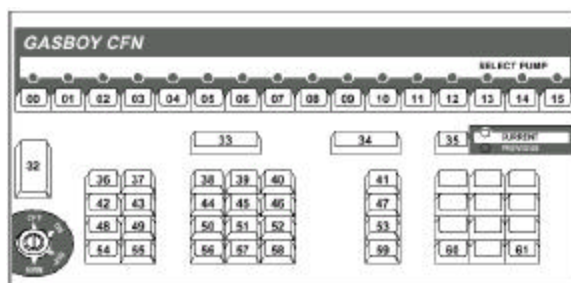 GASBOY CFN
SELECT PUMP
00 01 02 03 04 05 06 07 08 09 10 11 12 13 14 15
33 34 35 CURRENT
PREVIOUS
32
36 37 38 39 40 41
42 43 44 45 46 47
48 49 50 51 52 53
54 55 56 57 58 59 60 61
OFF